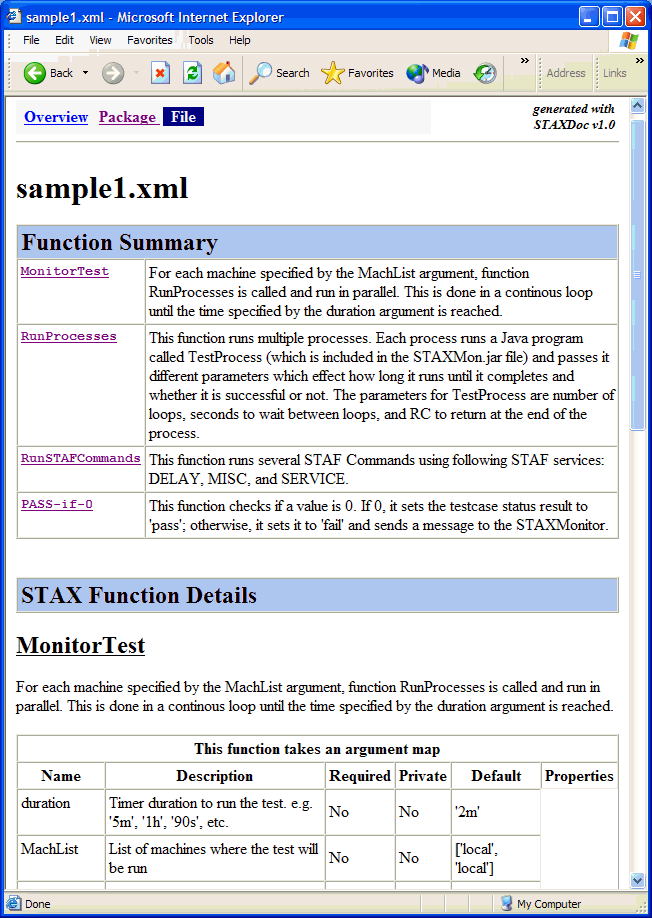 sample1.xml - Microsoft Internet Explorer
File Edit View Favorites Tools Help
Back Search Favorites Media » Address Links »
Overview Package File
generated with
STAXDoc v1.0
sample1.xml
Function Summary
MonitorTest
For each machine specified by the MachList argument, function
RunProcesses is called and run in parallel. This is done in a continous loop
until the time specified by the duration argument is reached.
RunProcesses
This function runs multiple processes. Each process runs a Java program
called TestProcess (which is included in the STAXMon.jar file) and passes it
different parameters which effect how long it runs until it completes and
whether it is successful or not. The parameters for TestProcess are number of
loops, seconds to wait between loops, and RC to return at the end of the
process.
RunSTAFCommands
This function runs several STAF Commands using following STAF services:
DELAY, MISC, and SERVICE.
PASS-if-0
This function checks if a value is 0. If 0, it sets the testcase status result to
'pass'; otherwise, it sets it to 'fail' and sends a message to the STAXMonitor.
STAX Function Details
MonitorTest
For each machine specified by the MachList argument, function RunProcesses is called and run in
parallel. This is done in a continous loop until the time specified by the duration argument is reached.
This function takes an argument map
Name Description Required Private Default Properties
duration
Timer duration to run the test. e.g.
'5m', '1h', '90s', etc.
No No '2m'
MachList
List of machines where the test will
be run
No No
['local',
'local']
Done My Computer